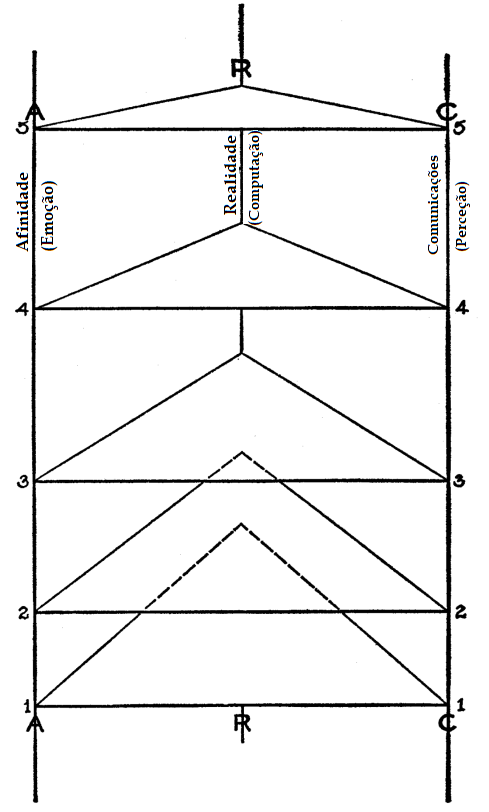 R
A
C
5
5
Afinidade
(Emoção)
Realidade
(Computação)
Comunicações
(Perceção)
4
4
3
3
2
2
1
1
A
R
C